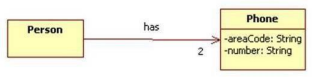 Person
has
2
Phone
-areaCode: String
-number: String